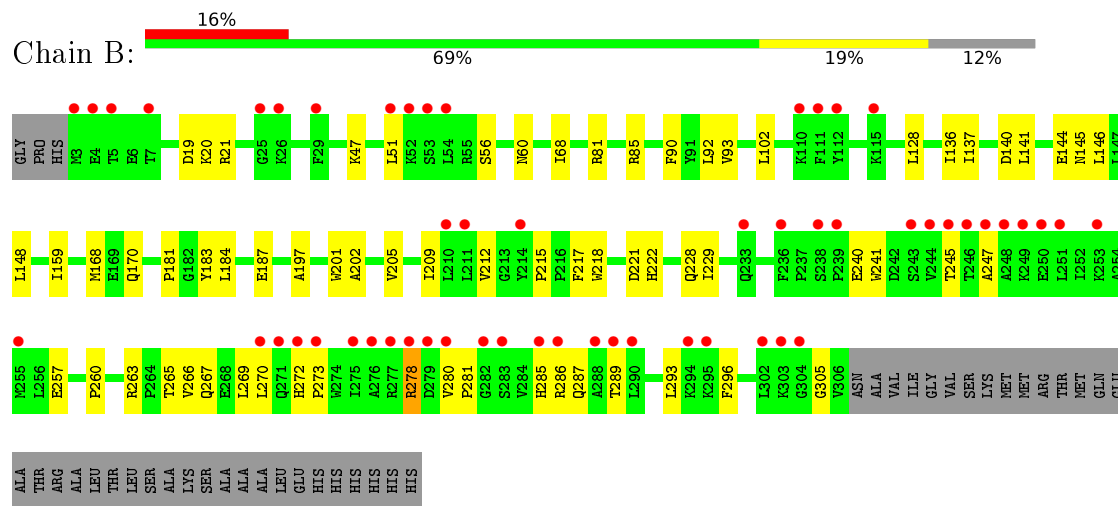 16%
Chain B:
69% 19% 12%
GLY PRO HIS M3 E4 T5 E6 I7 D19 K20 R21 G25 K26 F29 K47 L51 K52 S53 L54 R55 S56 N60 I68 R81 R85 F90 Y91 L92 V93 L102 K110 F111 Y112 K115 L128 I136 I137 D140 L141 E144 N145 L146 L147
L148 I159 M168 E169 Q170 P181 G182 Y183 L184 E187 A197 W201 A202 V205 I209 L210 L211 V212 G213 Y214 P215 P216 F217 W218 D221 H222 Q228 I229 Q233 F236 P237 S238 P239 E240 W241 D242 S243 V244 T245 T246 A247 A248 K249 E250 L251 I252 K253 A254
M255 L256 E257 P260 R263 P264 T265 V266 Q267 E268 L269 L270 Q271 H272 P273 W274 I275 A276 R277 R278 D279 V280 P281 G282 S283 V284 H285 R286 Q287 A288 T289 L290 L293 K294 K295 F296 L302 K303 G304 G305 V306 ASN ALA VAL ILE GLY VAL SER LYS MET MET ARG THR MET GLN GLU
ALA THR ARG ALA LEU THR LEU SER ALA LYS SER ALA ALA ALA LEU GLU HIS HIS HIS HIS HIS HIS